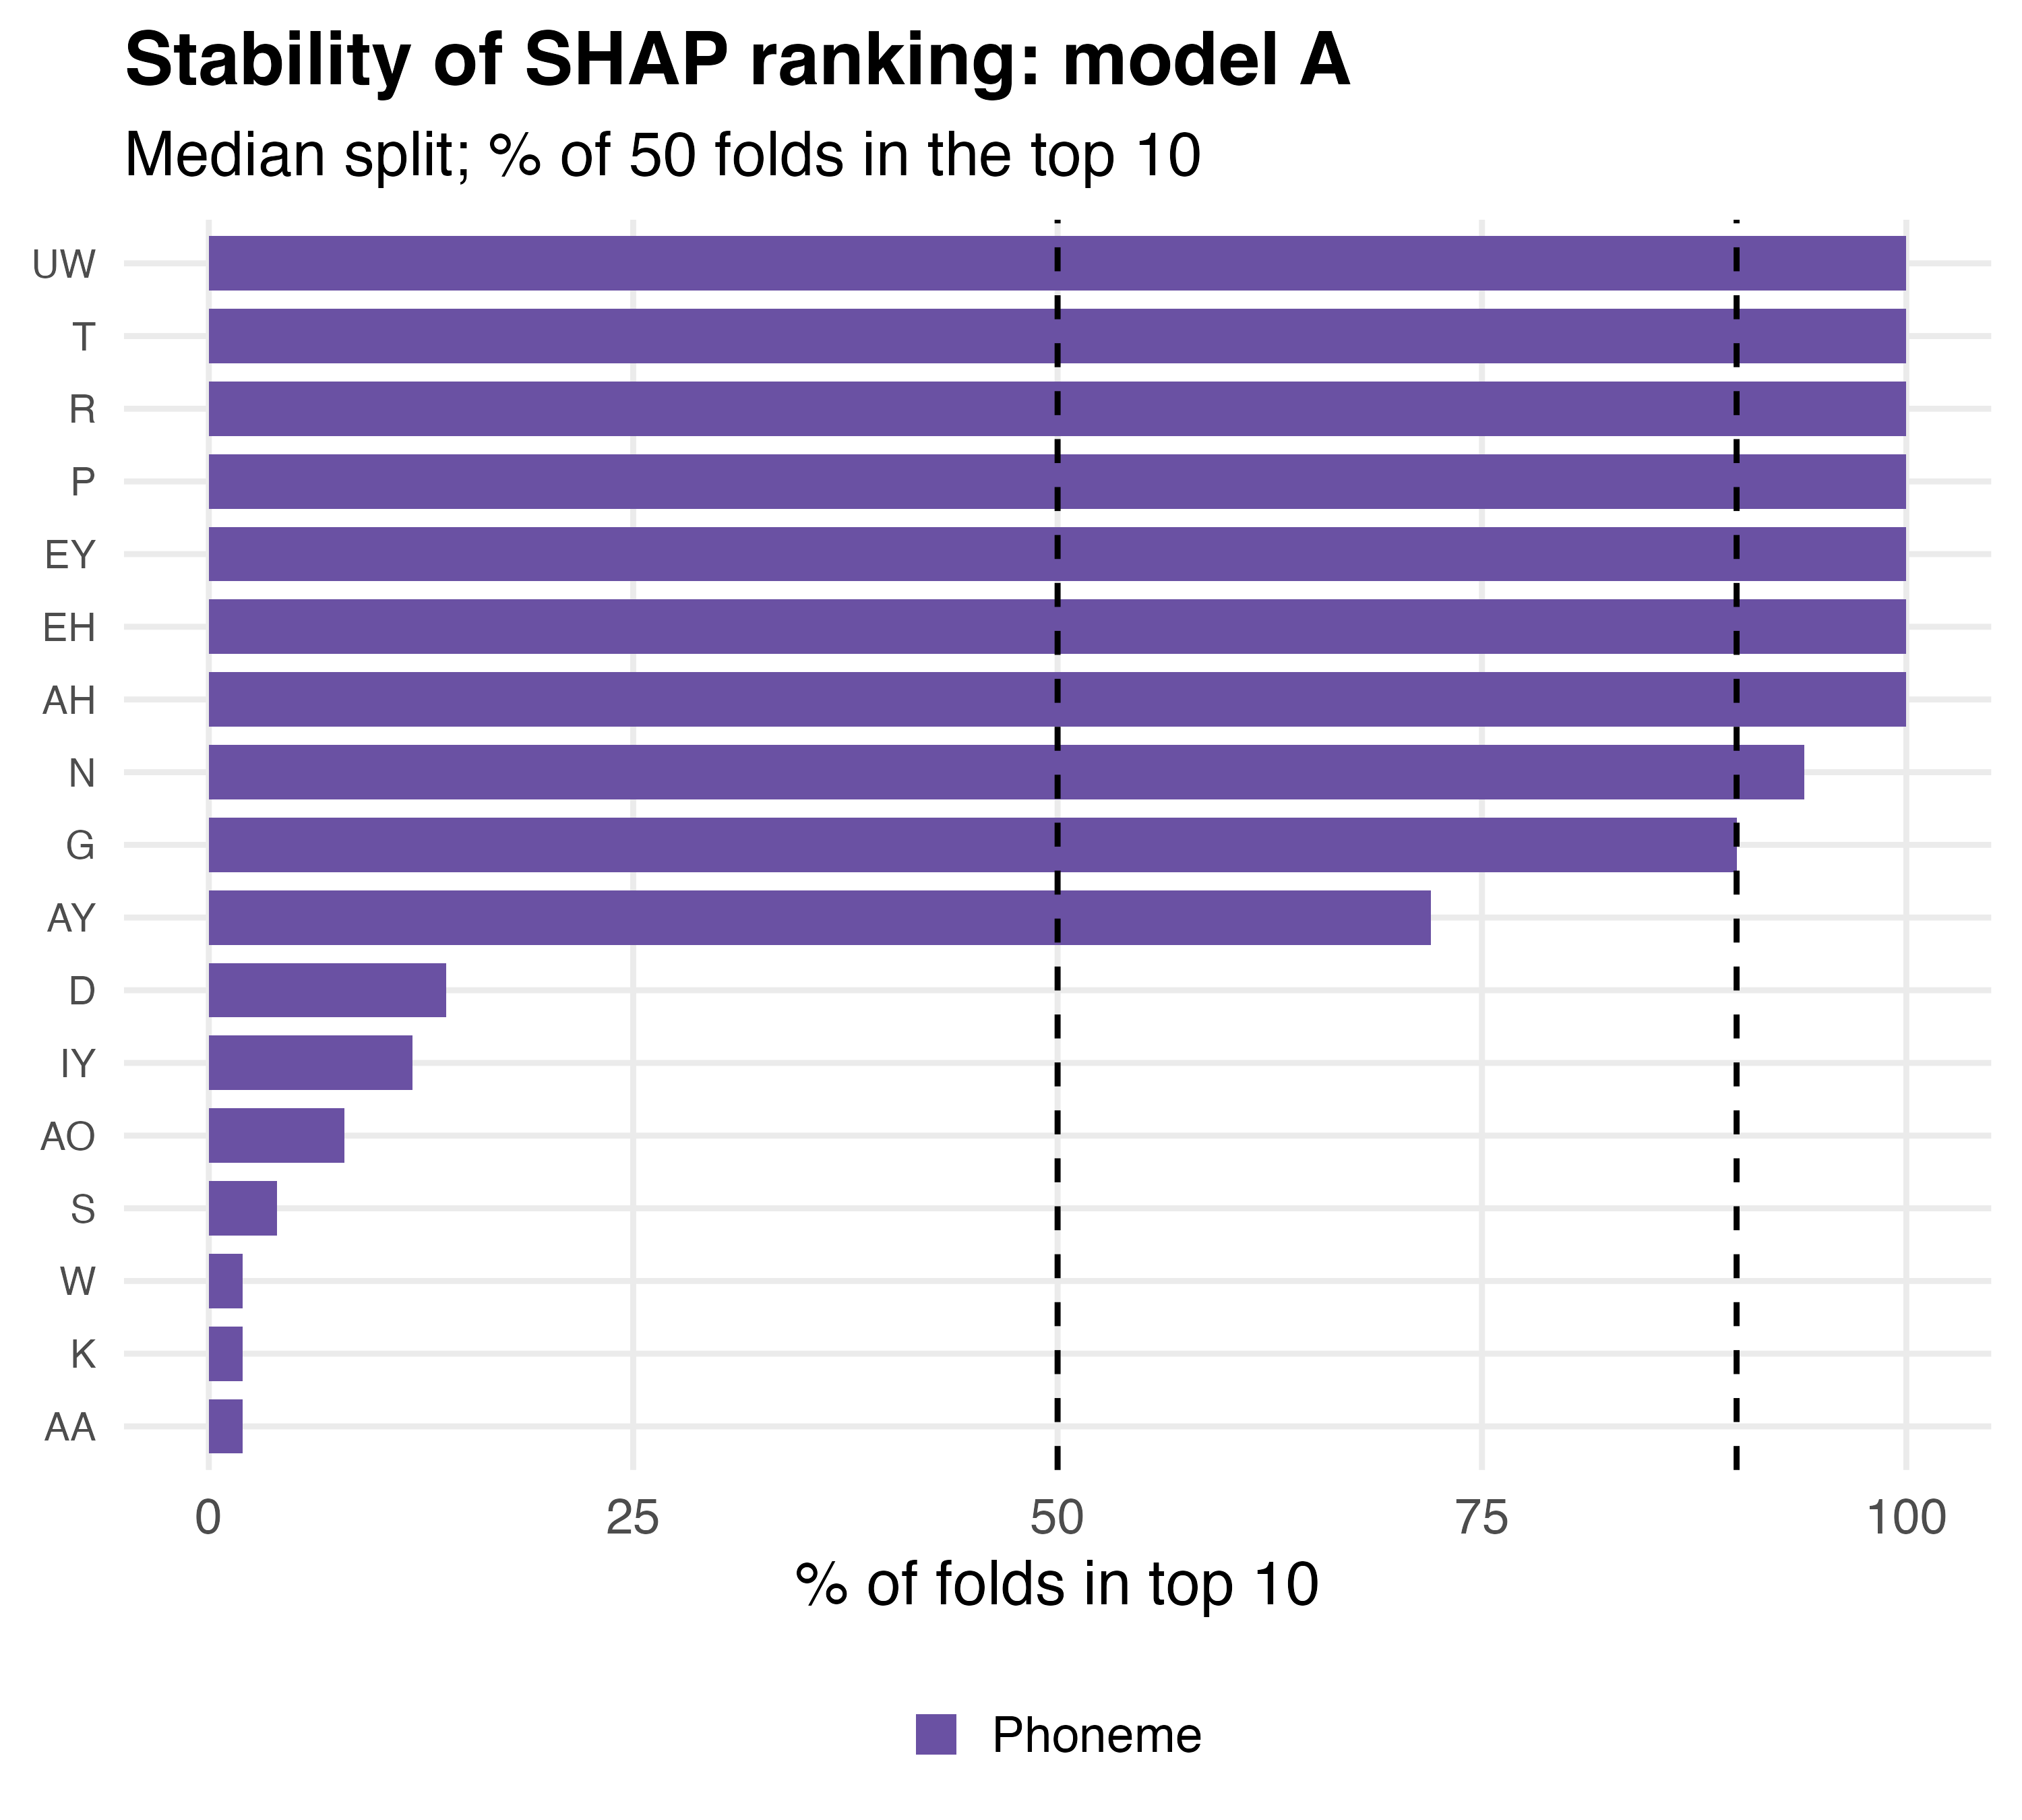 Stability of SHAP ranking: model A
Median split; % of 50 folds in the top 10
UW
T
R
P
EY
EH
AH
N
G
AY
D
IY
AO
S
W
K
AA
0 25 50 75 100
% of folds in top 10
Phoneme